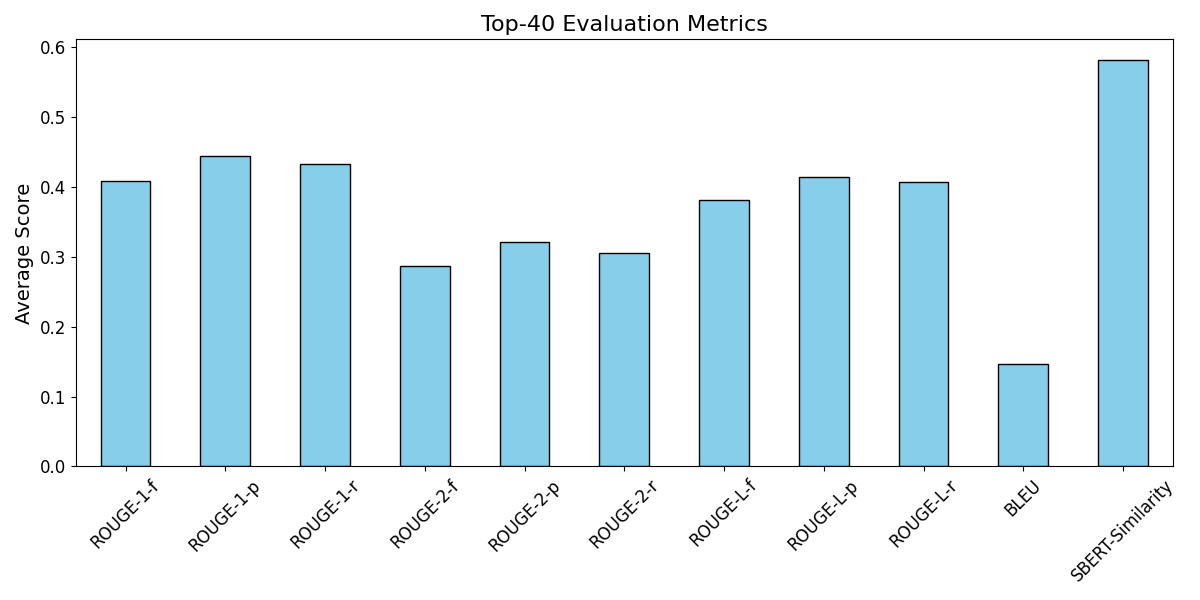 Top-40 Evaluation Metrics
Average Score
0.6
0.5
0.4
0.3
0.2
0.1
0.0
ROUGE-1-f
ROUGE-1-p
ROUGE-1-r
ROUGE-2-f
ROUGE-2-p
ROUGE-2-r
ROUGE-L-f
ROUGE-L-p
ROUGE-L-r
BLEU
SBERT-Similarity